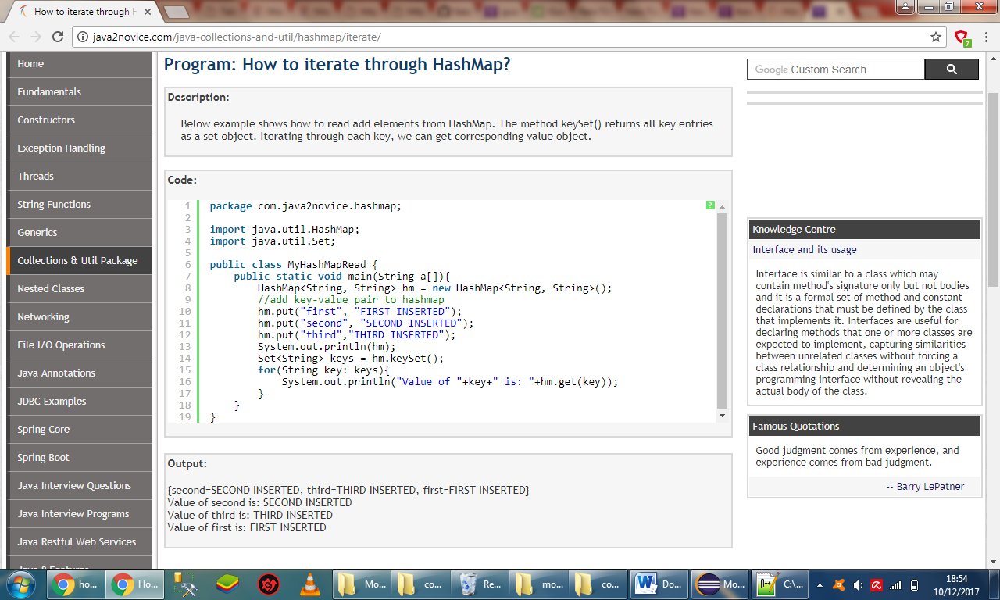 How to iterate through H
java2novice.com/java-collections-and-util/hashmap/iterate/
7
Home
Fundamentals
Constructors
Exception Handling
Threads
String Functions
Generics
Collections & Util Package
Nested Classes
Networking
File I/O Operations
Java Annotations
JDBC Examples
Spring Core
Spring Boot
Java Interview Questions
Java Interview Programs
Java Restful Web Services
Program: How to iterate through HashMap?
Description:
Below example shows how to read add elements from HashMap. The method keySet() returns all key entries
as a set object. Iterating through each key, we can get corresponding value object.
Code:
?
1 package com.java2novice.hashmap;
2
3 import java.util.HashMap;
4 import java.util.Set;
5
6 public class MyHashMapRead {
7     public static void main(String a[]){
8         HashMap<String, String> hm = new HashMap<String, String>();
9         //add key-value pair to hashmap
10         hm.put("first", "FIRST INSERTED");
11         hm.put("second", "SECOND INSERTED");
12         hm.put("third","THIRD INSERTED");
13         System.out.println(hm);
14         Set<String> keys = hm.keySet();
15         for(String key: keys){
16             System.out.println("Value of "+key+" is: "+hm.get(key));
17         }
18     }
19 }
Output:
{second=SECOND INSERTED, third=THIRD INSERTED, first=FIRST INSERTED}
Value of second is: SECOND INSERTED
Value of third is: THIRD INSERTED
Value of first is: FIRST INSERTED
Google Custom Search
Knowledge Centre
Interface and its usage
Interface is similar to a class which may
contain method's signature only but not bodies
and it is a formal set of method and constant
declarations that must be defined by the class
that implements it. Interfaces are useful for
declaring methods that one or more classes are
expected to implement, capturing similarities
between unrelated classes without forcing a
class relationship and determining an object's
programming interface without revealing the
actual body of the class.
Famous Quotations
Good judgment comes from experience, and
experience comes from bad judgment.
-- Barry LePatner
ho...
Ho...
Mo...
co...
Re...
mo...
co...
Do...
Mo...
C:\...
18:54
10/12/2017